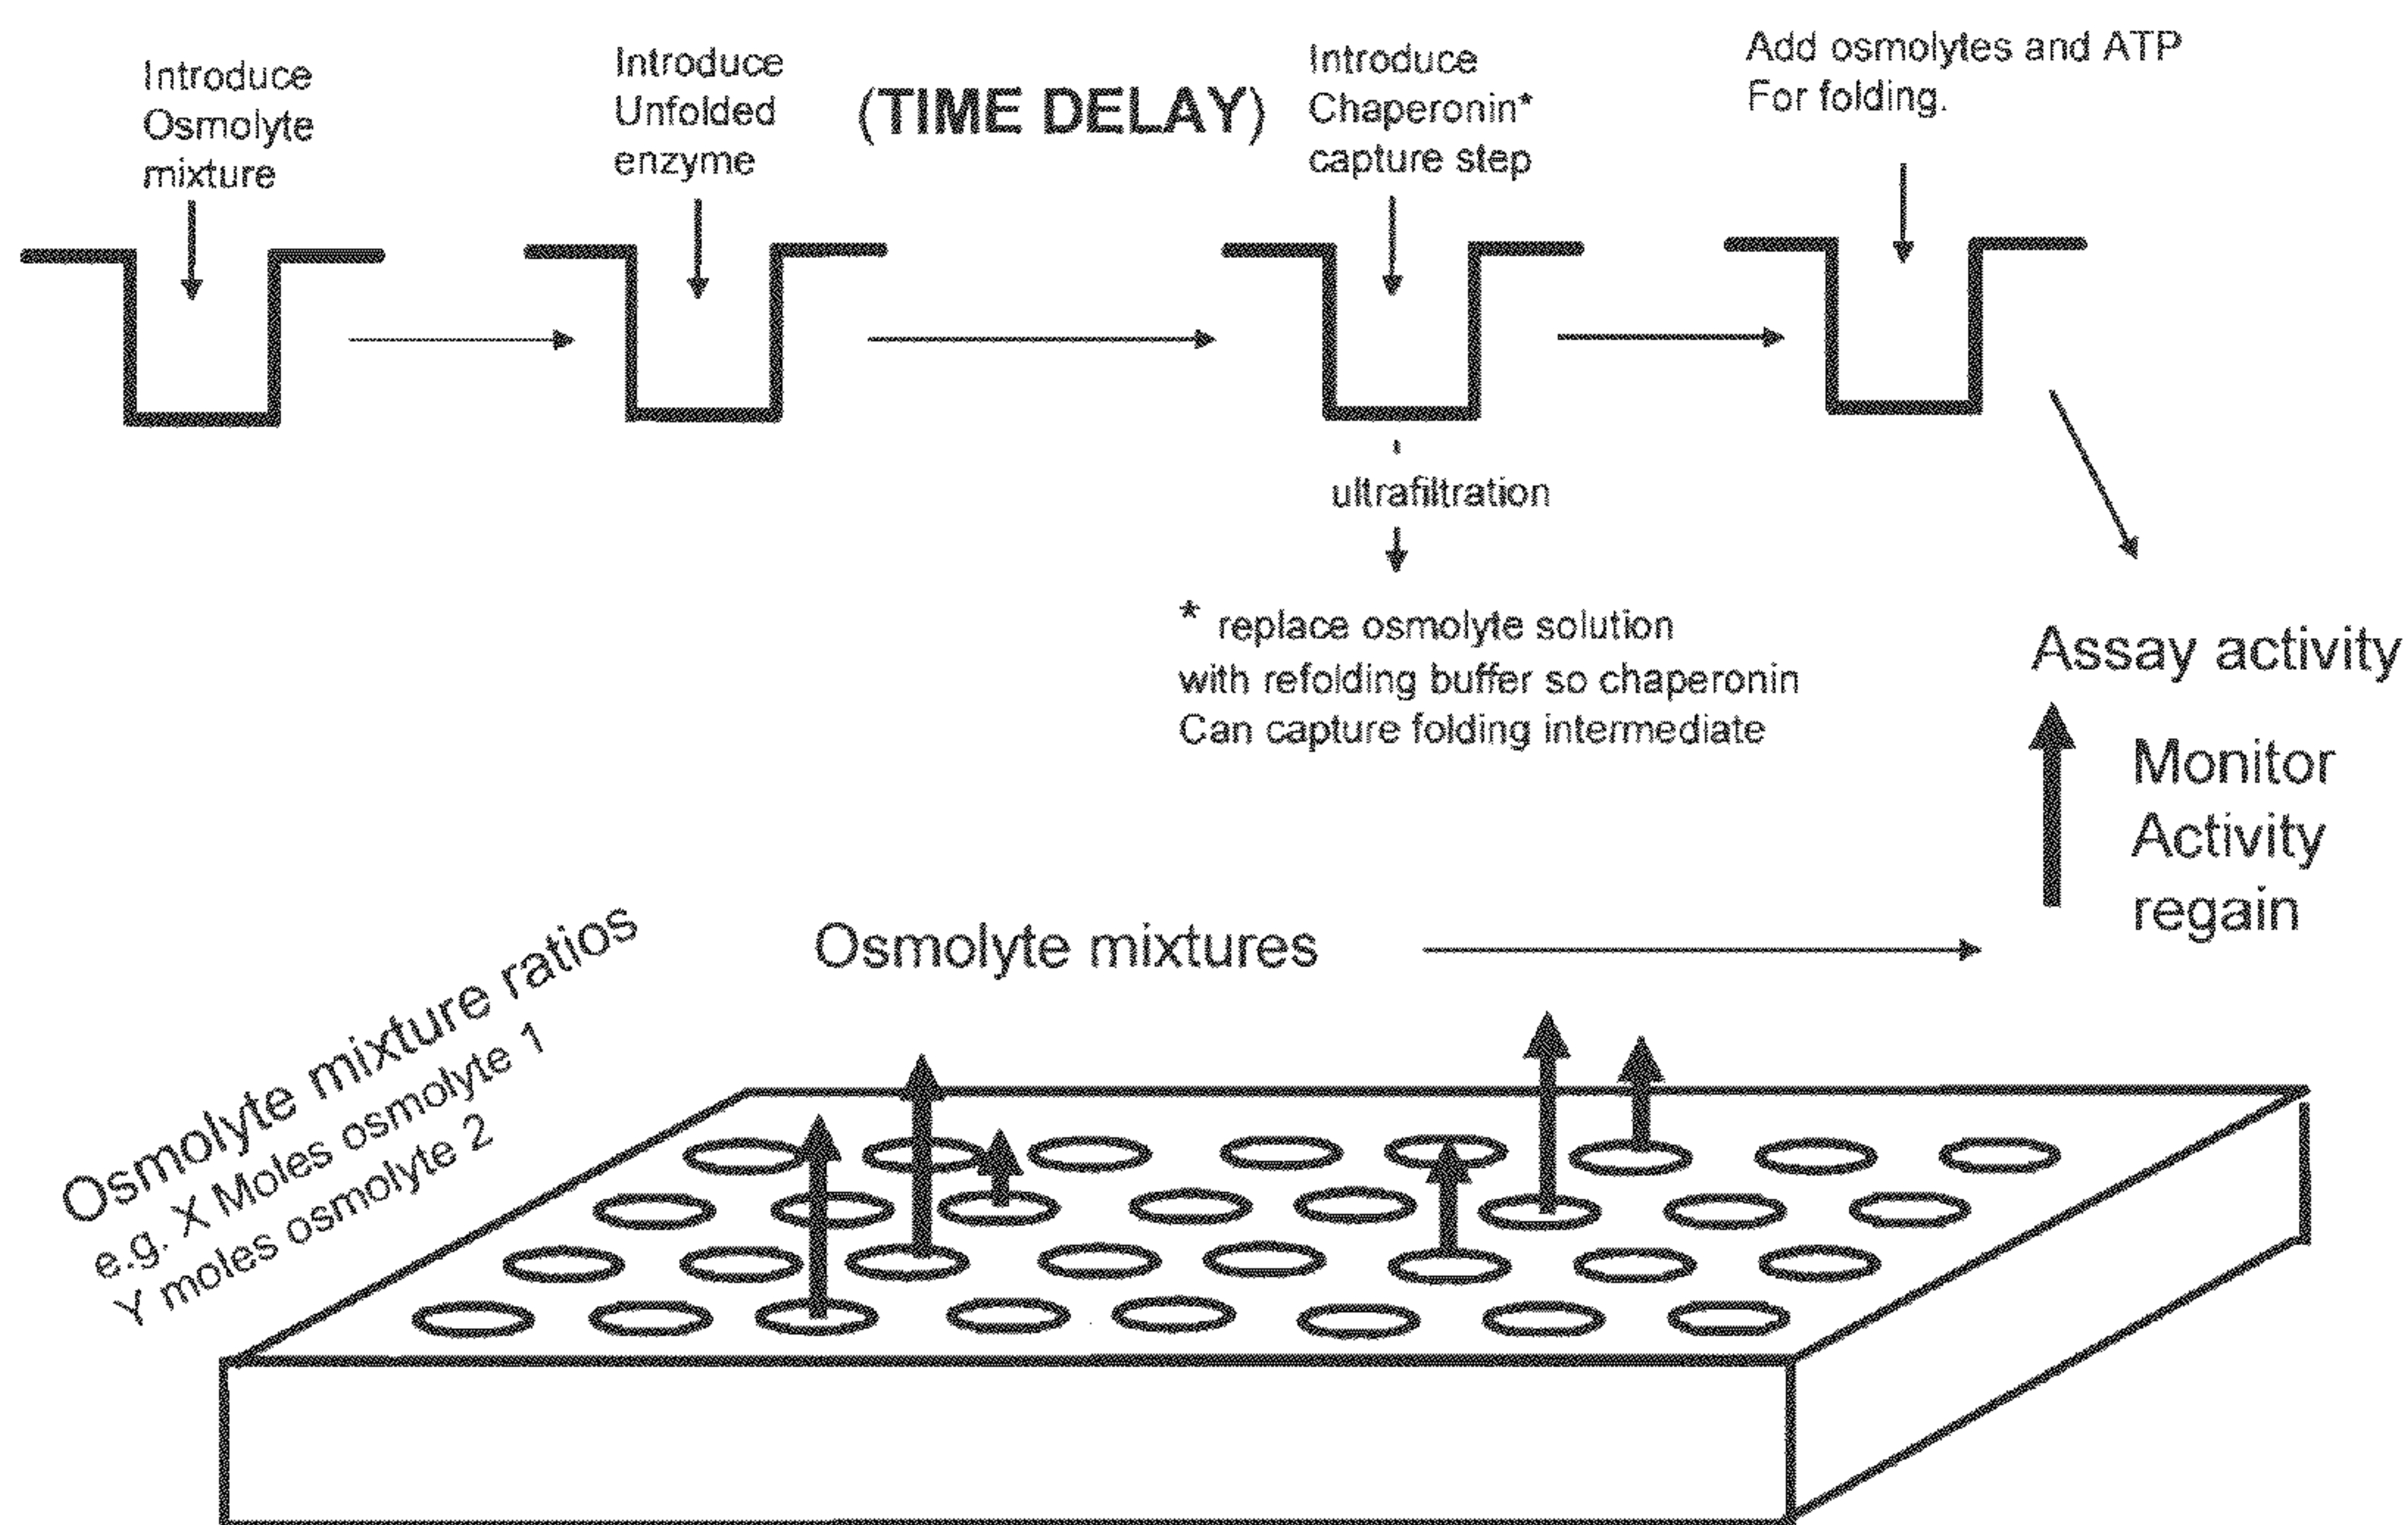 Introduce
Osmolyte
mixture
Introduce
Unfolded
enzyme
(TIME DELAY)
Introduce
Chaperonin*
capture step
Add osmolytes and ATP
For folding.
ultrafiltration
* replace osmolyte solution
with refolding buffer so chaperonin
Can capture folding intermediate
Assay activity
Monitor
Activity
regain
Osmolyte mixtures
Osmolyte mixture ratios
e.g. X Moles osmolyte 1
Y moles osmolyte 2